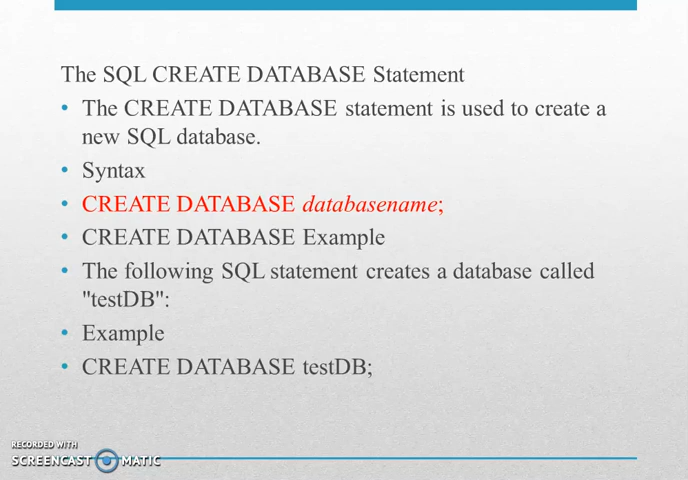 The SQL CREATE DATABASE Statement
• The CREATE DATABASE statement is used to create a
new SQL database.
• Syntax
• CREATE DATABASE databasename;
• CREATE DATABASE Example
• The following SQL statement creates a database called
"testDB":
• Example
• CREATE DATABASE testDB;
RECORDED WITH
SCREENCAST MATIC